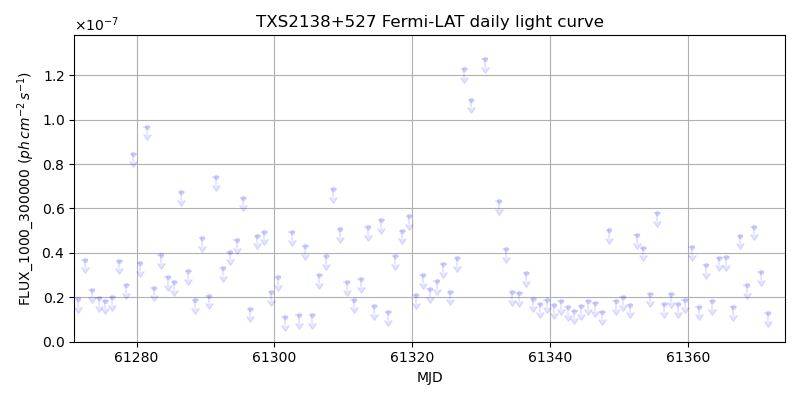 TXS2138+527 Fermi-LAT daily light curve
×10⁻⁷
FLUX_1000_300000 (ph cm⁻² s⁻¹)
1.2
1.0
0.8
0.6
0.4
0.2
0.0
61280 61300 61320 61340 61360
MJD